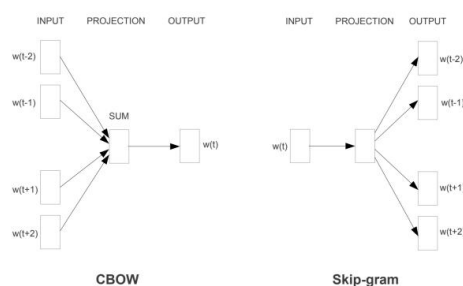 INPUT PROJECTION OUTPUT
w(t-2)
w(t-1)
SUM
w(t)
w(t+1)
w(t+2)
CBOW
INPUT PROJECTION OUTPUT
w(t-2)
w(t-1)
w(t)
w(t+1
w(t+2
Skip-gram